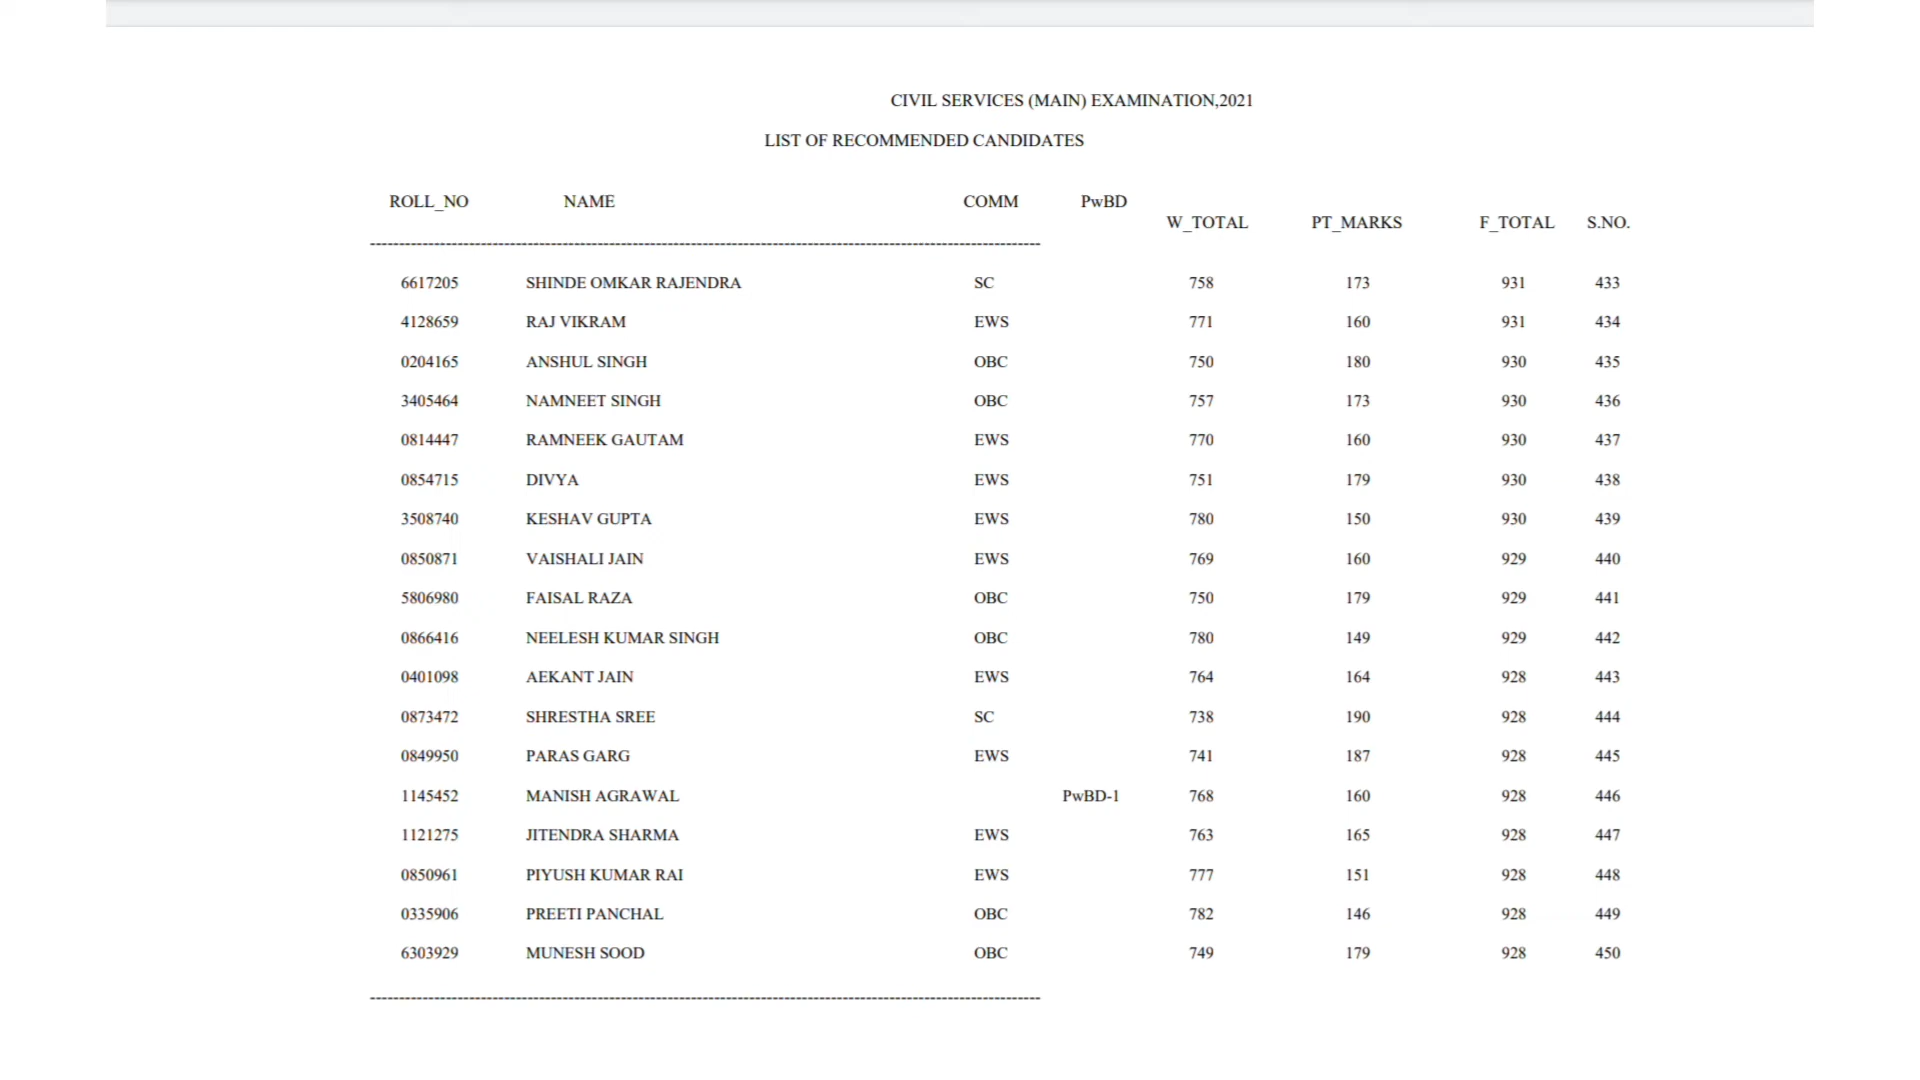 CIVIL SERVICES (MAIN) EXAMINATION,2021
LIST OF RECOMMENDED CANDIDATES
ROLL_NO NAME COMM PwBD
W_TOTAL PT_MARKS F_TOTAL S.NO.
6617205 SHINDE OMKAR RAJENDRA SC 758 173 931 433
4128659 RAJ VIKRAM EWS 771 160 931 434
0204165 ANSHUL SINGH OBC 750 180 930 435
3405464 NAMNEET SINGH OBC 757 173 930 436
0814447 RAMNEEK GAUTAM EWS 770 160 930 437
0854715 DIVYA EWS 751 179 930 438
3508740 KESHAV GUPTA EWS 780 150 930 439
0850871 VAISHALI JAIN EWS 769 160 929 440
5806980 FAISAL RAZA OBC 750 179 929 441
0866416 NEELESH KUMAR SINGH OBC 780 149 929 442
0401098 AEKANT JAIN EWS 764 164 928 443
0873472 SHRESTHA SREE SC 738 190 928 444
0849950 PARAS GARG EWS 741 187 928 445
1145452 MANISH AGRAWAL PwBD-1 768 160 928 446
1121275 JITENDRA SHARMA EWS 763 165 928 447
0850961 PIYUSH KUMAR RAI EWS 777 151 928 448
0335906 PREETI PANCHAL OBC 782 146 928 449
6303929 MUNESH SOOD OBC 749 179 928 450